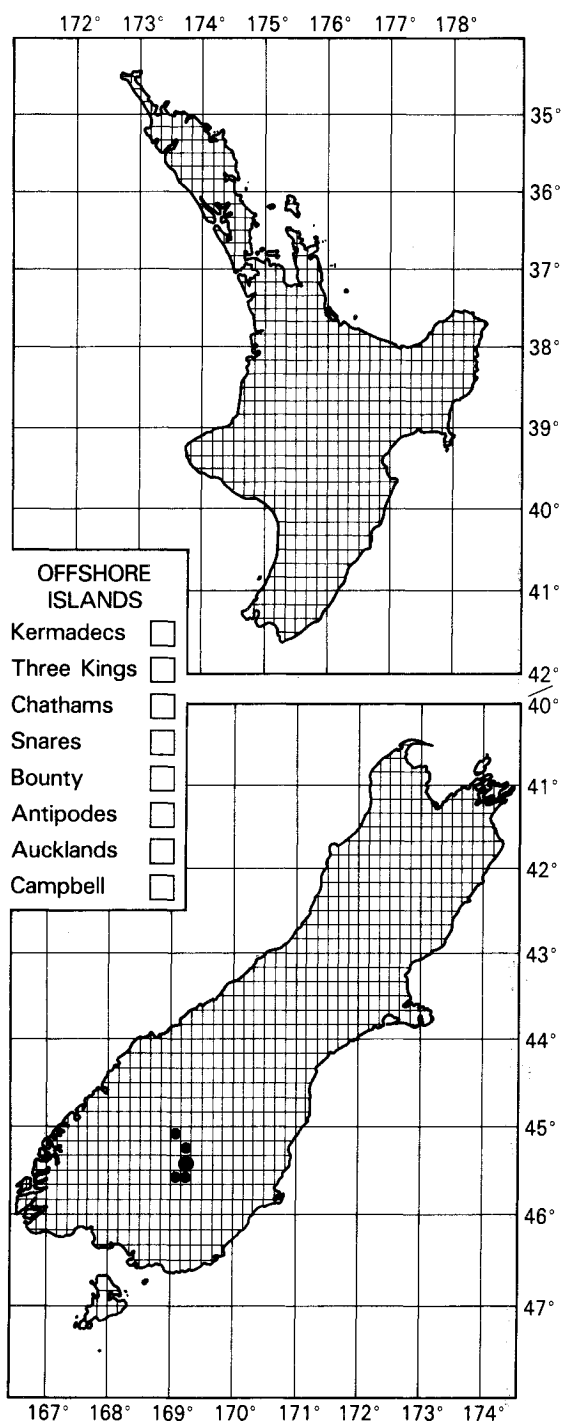 172° 173° 174° 175° 176° 177° 178°
35°
36°
37°
38°
39°
40°
41°
42°
OFFSHORE
ISLANDS
Kermadecs
Three Kings
Chathams
Snares
Bounty
Antipodes
Aucklands
Campbell
40°
41°
42°
43°
44°
45°
46°
47°
167° 168° 169° 170° 171° 172° 173° 174°